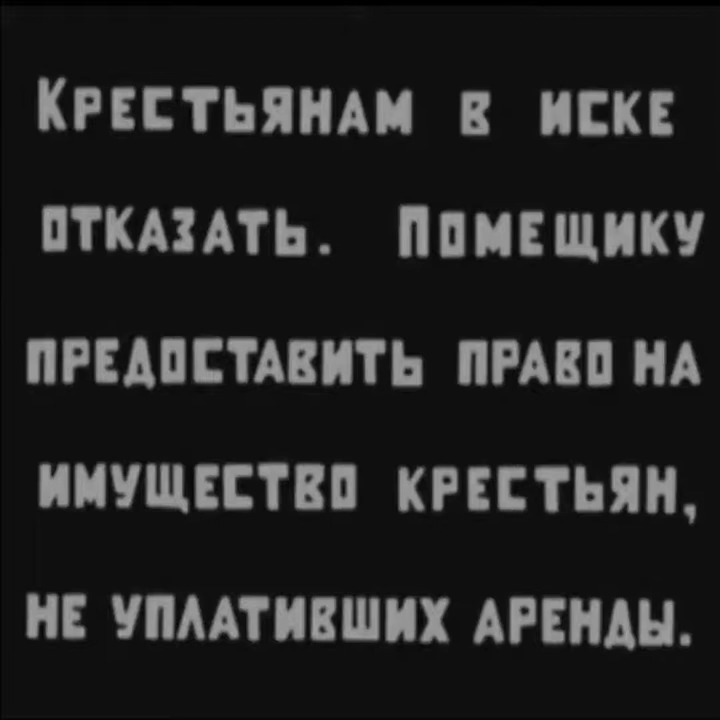 Крестьянам в иске
отказать. Помещику
предоставить право на
имущество крестьян,
не уплативших аренды.